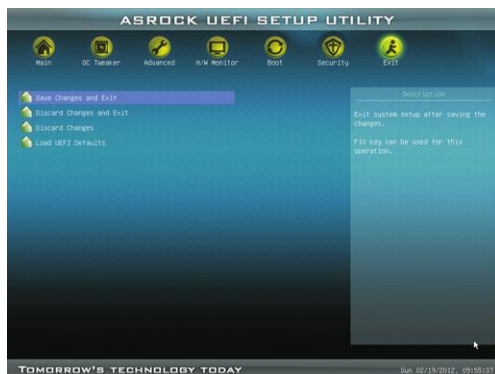 ASROCK UEFI SETUP UTILITY
Main OC Tweaker Advanced H/W Monitor Boot Security Exit
Save Changes and Exit
Discard Changes and Exit
Discard Changes
Load UEFI Defaults
Description
Exit system setup after saving the
changes.
F10 key can be used for this
operation.
TOMORROW'S TECHNOLOGY TODAY
Sun 02/19/2012, 09:55:37